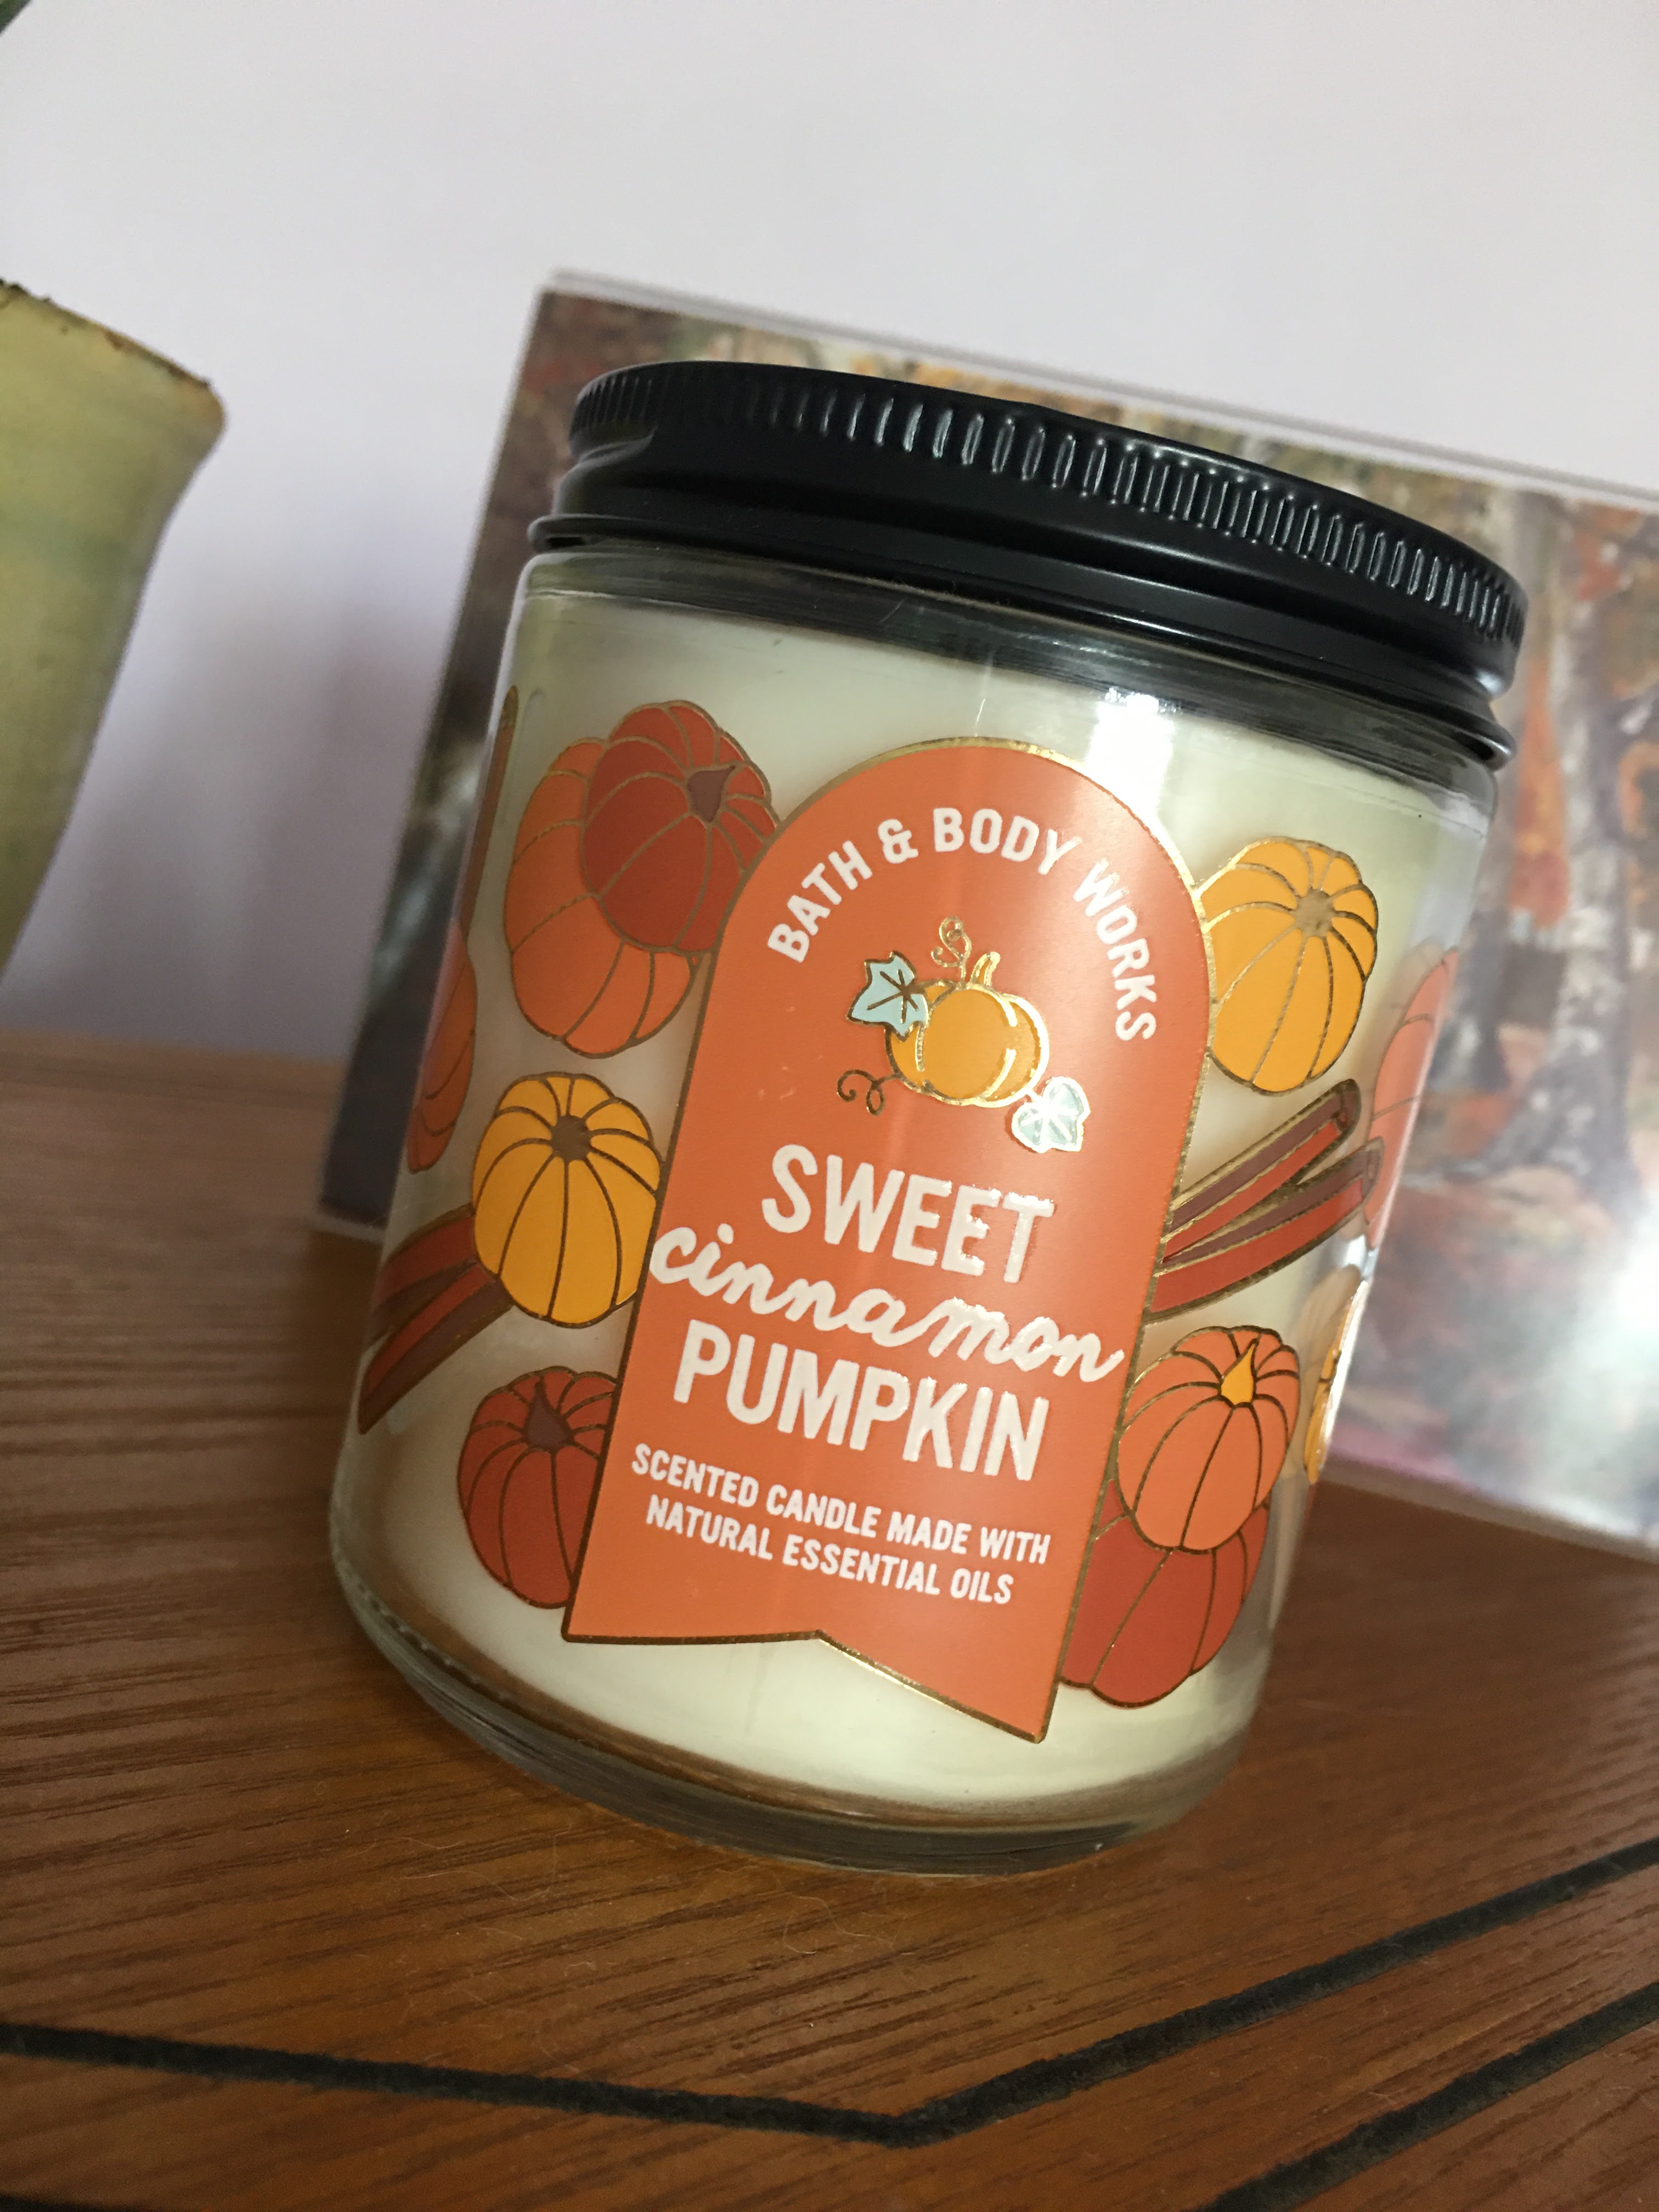 BATH & BODY WORKS
SWEET
cinnamon
PUMPKIN
SCENTED CANDLE MADE WITH
NATURAL ESSENTIAL OILS